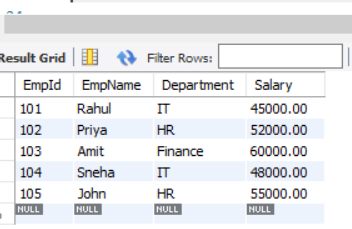 Result Grid Filter Rows:
EmpId EmpName Department Salary
101 Rahul IT 45000.00
102 Priya HR 52000.00
103 Amit Finance 60000.00
104 Sneha IT 48000.00
105 John HR 55000.00
NULL NULL NULL NULL